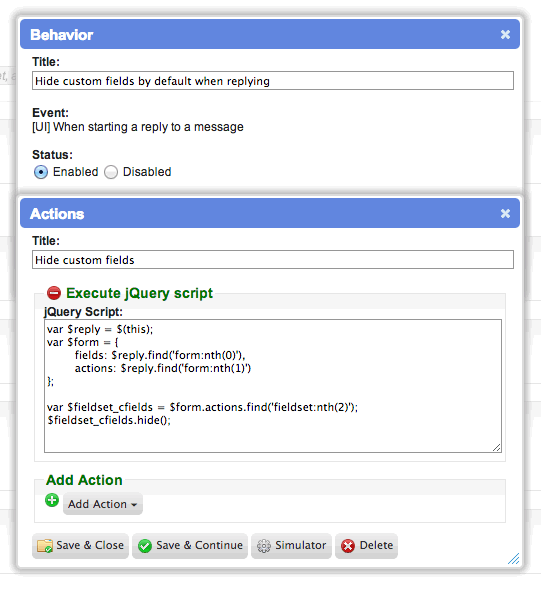 Behavior
Title:
Hide custom fields by default when replying
Event:
[UI] When starting a reply to a message
Status:
Enabled Disabled
Actions
Title:
Hide custom fields
Execute jQuery script
jQuery Script:
var $reply = $(this);
var $form = {
fields: $reply.find('form:nth(0)'),
actions: $reply.find('form:nth(1)')
};
var $fieldset_cfields = $form.actions.find('fieldset:nth(2)');
$fieldset_cfields.hide();
Add Action
Add Action
Save & Close Save & Continue Simulator Delete